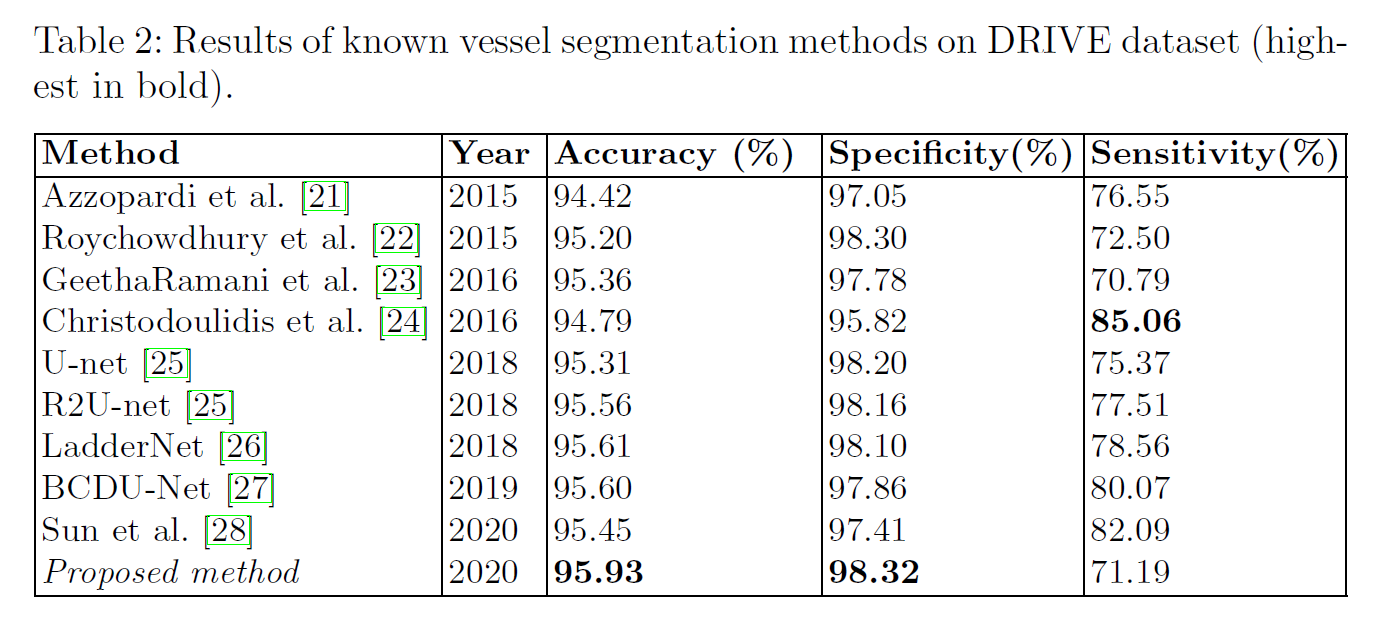 Table 2: Results of known vessel segmentation methods on DRIVE dataset (high-
est in bold).
Method Year Accuracy (%) Specificity(%) Sensitivity(%)
Azzopardi et al. [21] 2015 94.42 97.05 76.55
Roychowdhury et al. [22] 2015 95.20 98.30 72.50
GeethaRamani et al. [23] 2016 95.36 97.78 70.79
Christodoulidis et al. [24] 2016 94.79 95.82 85.06
U-net [25] 2018 95.31 98.20 75.37
R2U-net [25] 2018 95.56 98.16 77.51
LadderNet [26] 2018 95.61 98.10 78.56
BCDU-Net [27] 2019 95.60 97.86 80.07
Sun et al. [28] 2020 95.45 97.41 82.09
Proposed method 2020 95.93 98.32 71.19